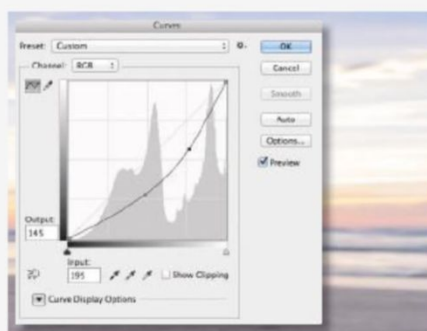 Curves
Preset: Custom
OK
Channel: RGB
Cancel
Smooth
Auto
Options...
Preview
Output:
145
Input:
195
Show Clipping
Curve Display Options